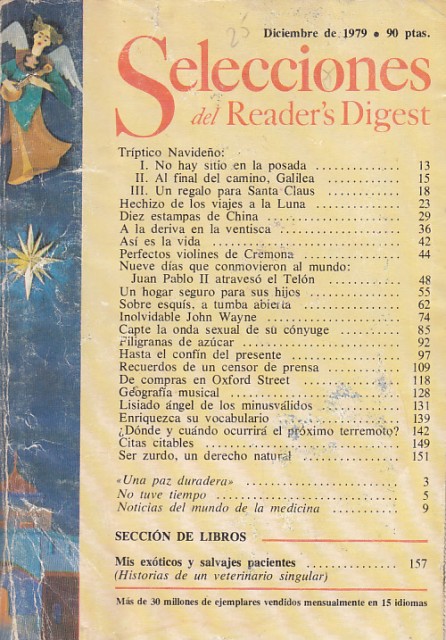 25
Diciembre de 1979 • 90 ptas.
Selecciones
del Reader's Digest
Tríptico Navideño:
I. No hay sitio en la posada ............... 13
II. Al final del camino, Galilea ............ 15
III. Un regalo para Santa Claus ............ 18
Hechizo de los viajes a la Luna ............ 23
Diez estampas de China .................... 29
A la deriva en la ventisca ................. 36
Así es la vida ............................ 42
Perfectos violines de Cremona .............. 44
Nueve días que conmovieron al mundo:
Juan Pablo II atravesó el Telón ............ 48
Un hogar seguro para sus hijos ............. 55
Sobre esquís, a tumba abierta .............. 62
Inolvidable John Wayne .................... 74
Capte la onda sexual de su cónyuge ......... 85
Filigranas de azúcar ...................... 92
Hasta el confín del presente ............... 97
Recuerdos de un censor de prensa .......... 109
De compras en Oxford Street .............. 118
Geografía musical ........................ 128
Lisiado ángel de los minusválidos .......... 131
Enriquezca su vocabulario ................. 139
¿Dónde y cuándo ocurrirá el próximo terremoto? 142
Citas citables ............................ 149
Ser zurdo, un derecho natural ............. 151
«Una paz duradera» ....................... 3
No tuve tiempo ........................... 5
Noticias del mundo de la medicina .......... 9
SECCIÓN DE LIBROS
Mis exóticos y salvajes pacientes ............ 157
(Historias de un veterinario singular)
Más de 30 millones de ejemplares vendidos mensualmente en 15 idiomas